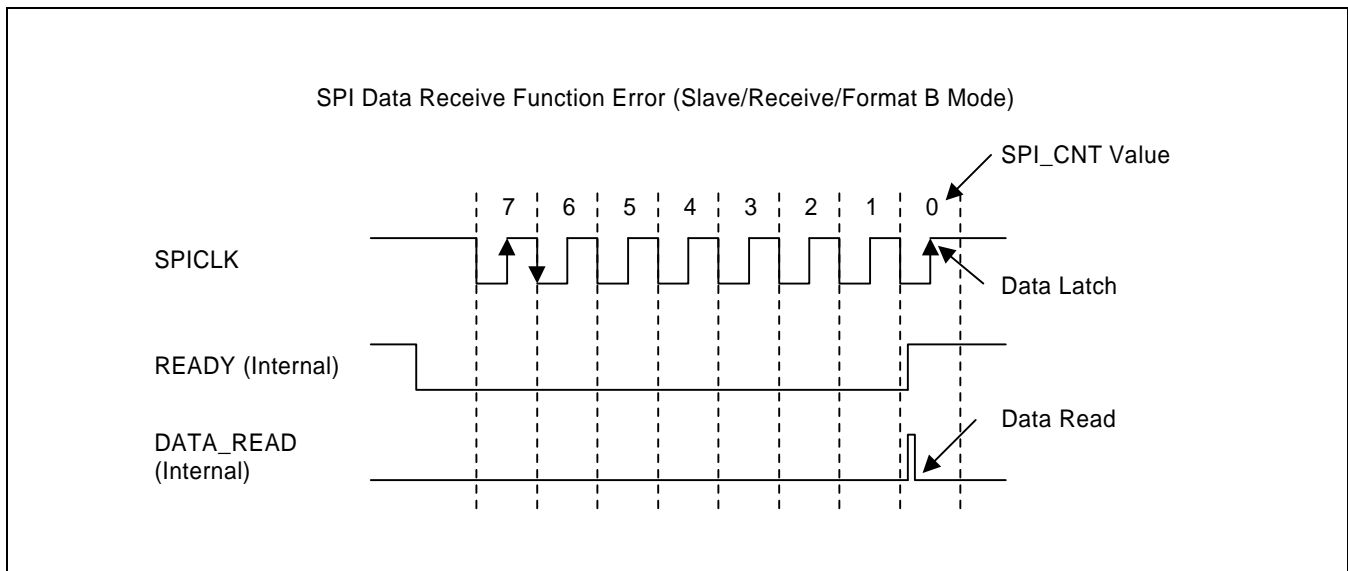 SPI Data Receive Function Error (Slave/Receive/Format B Mode)
SPI_CNT Value
7 6 5 4 3 2 1 0
SPICLK
Data Latch
READY (Internal)
Data Read
DATA_READ
(Internal)